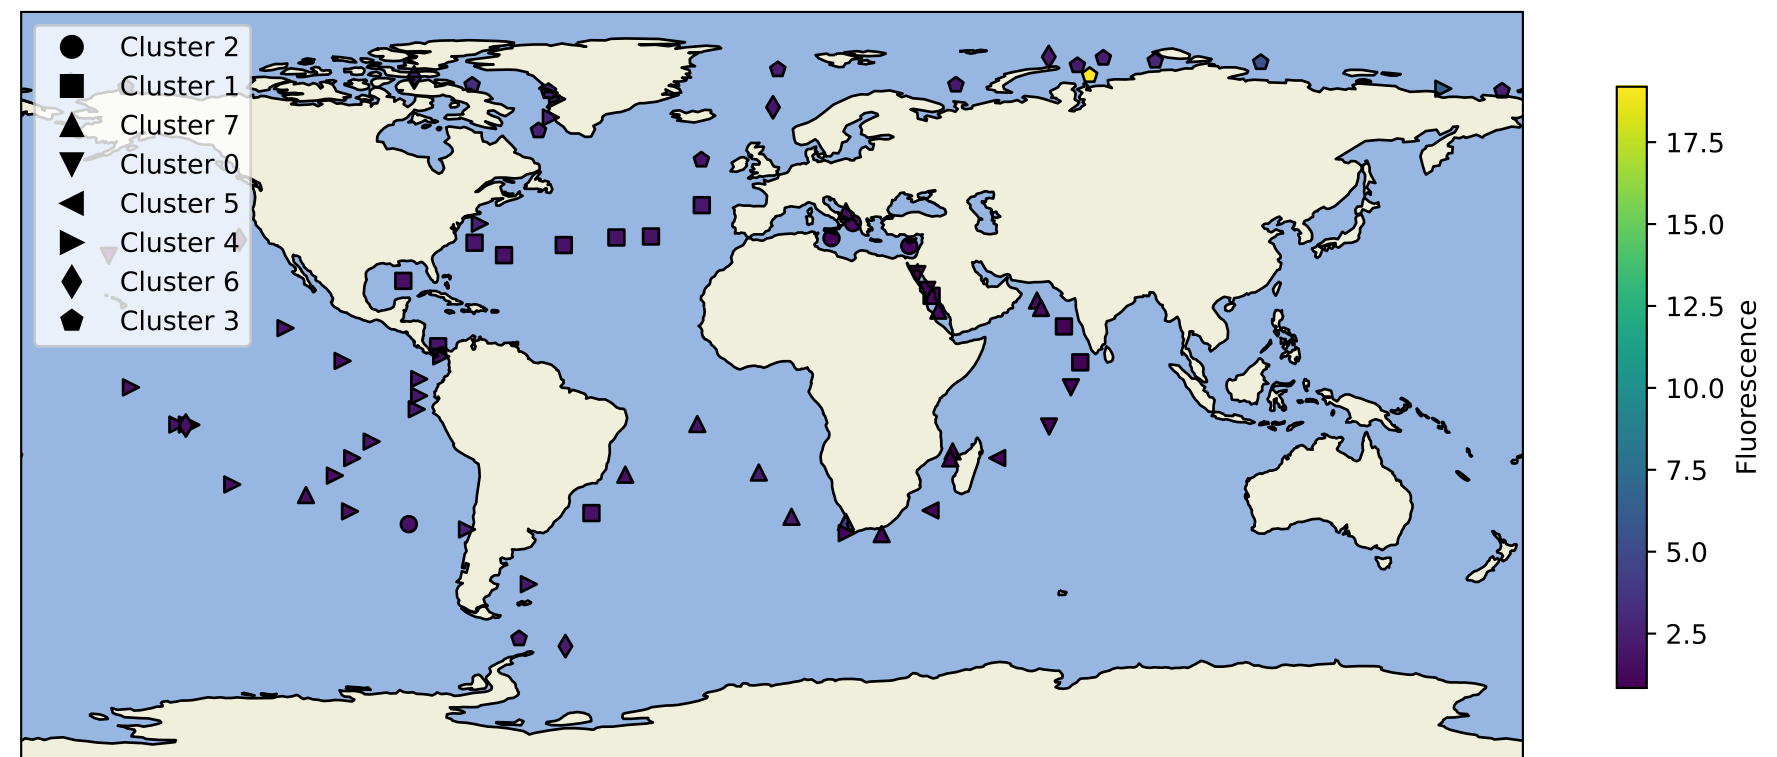 Cluster 2
Cluster 1
Cluster 7
Cluster 0
Cluster 5
Cluster 4
Cluster 6
Cluster 3
17.5
15.0
12.5
10.0
7.5
5.0
2.5
Fluorescence